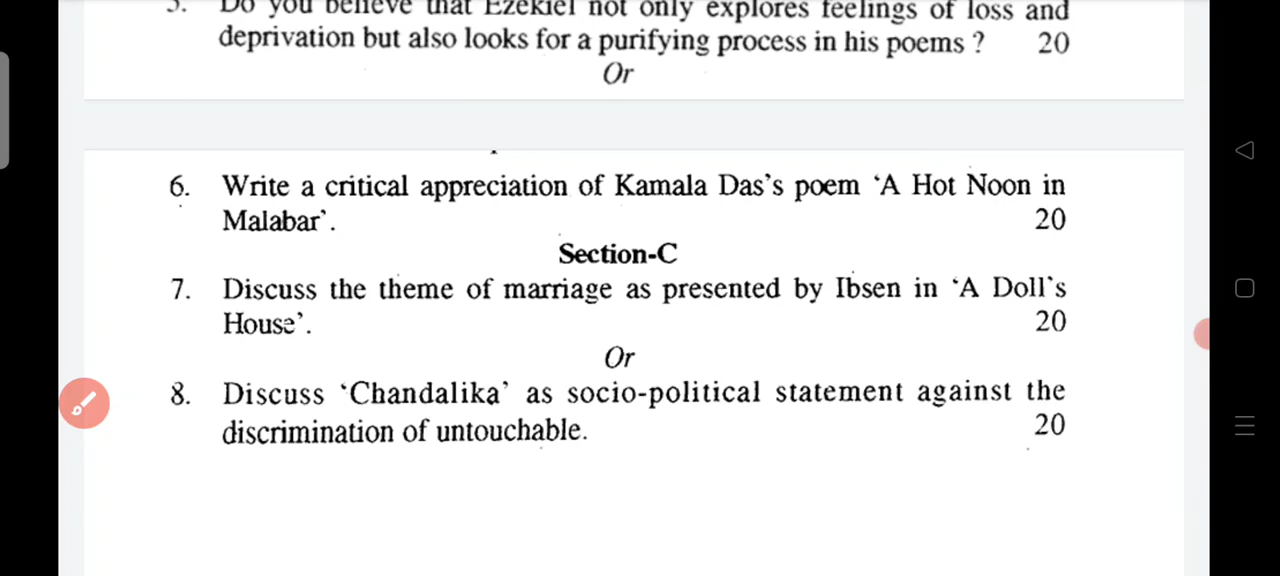 5. Do you believe that Ezekiel not only explores feelings of loss and
deprivation but also looks for a purifying process in his poems ? 20
Or
6. Write a critical appreciation of Kamala Das's poem 'A Hot Noon in
Malabar'. 20
Section-C
7. Discuss the theme of marriage as presented by Ibsen in 'A Doll's
House'. 20
Or
8. Discuss 'Chandalika' as socio-political statement against the
discrimination of untouchable. 20